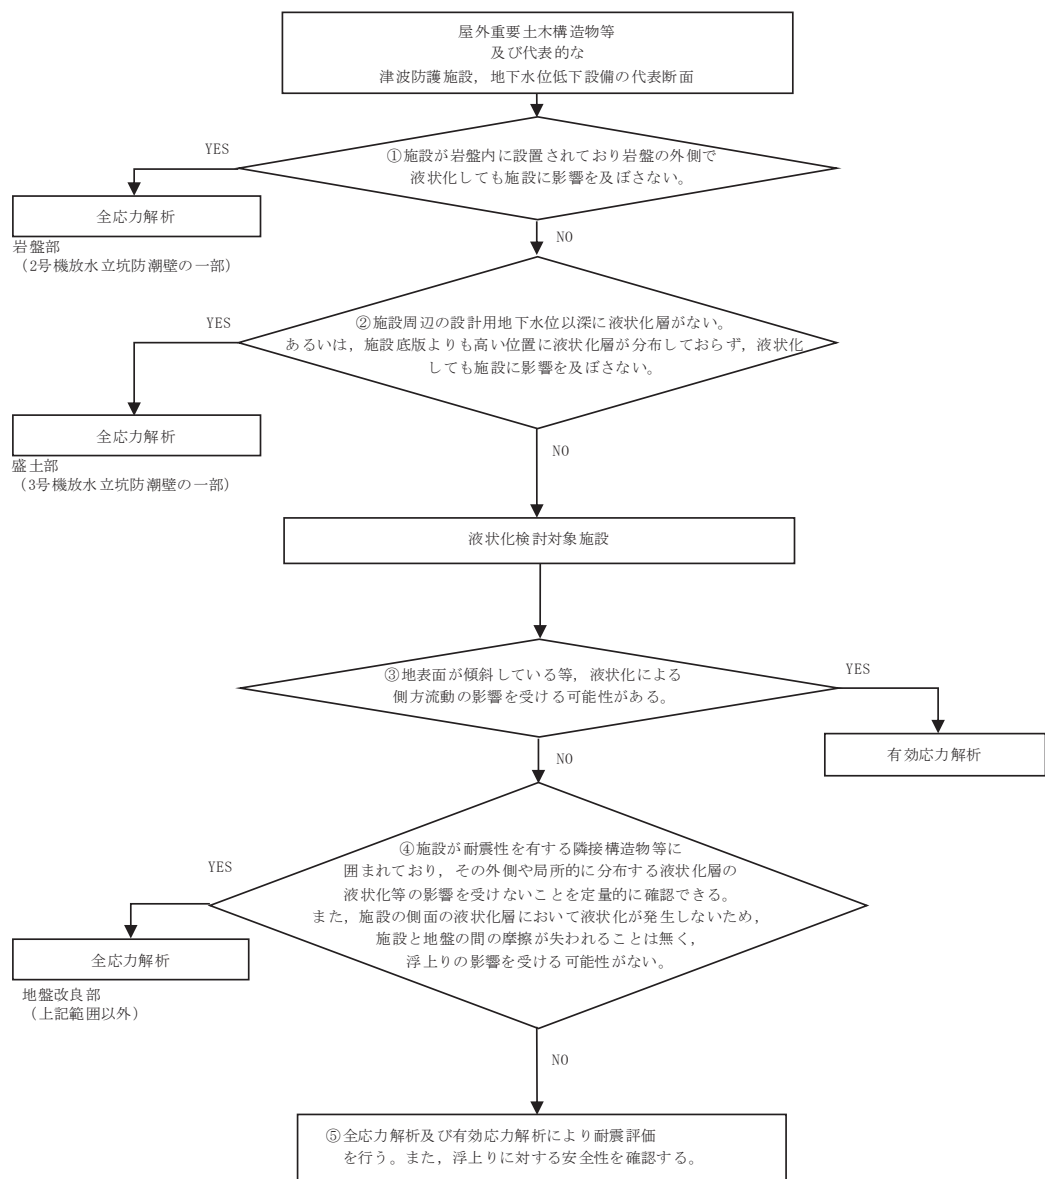 屋外重要土木構造物等
及び代表的な
津波防護施設，地下水位低下設備の代表断面
YES
①施設が岩盤内に設置されており岩盤の外側で
液状化しても施設に影響を及ぼさない。
全応力解析
岩盤部
（2号機放水立坑防潮壁の一部）
NO
YES
②施設周辺の設計用地下水位以深に液状化層がない。
あるいは，施設底版よりも高い位置に液状化層が分布しておらず，液状化
しても施設に影響を及ぼさない。
全応力解析
盛土部
（3号機放水立坑防潮壁の一部）
NO
液状化検討対象施設
③地表面が傾斜している等，液状化による
側方流動の影響を受ける可能性がある。
YES
有効応力解析
NO
YES
④施設が耐震性を有する隣接構造物等に
囲まれており，その外側や局所的に分布する液状化層の
液状化等の影響を受けないことを定量的に確認できる。
また，施設の側面の液状化層において液状化が発生しないため，
施設と地盤の間の摩擦が失われることは無く，
浮上りの影響を受ける可能性がない。
全応力解析
地盤改良部
（上記範囲以外）
NO
⑤全応力解析及び有効応力解析により耐震評価
を行う。また，浮上りに対する安全性を確認する。